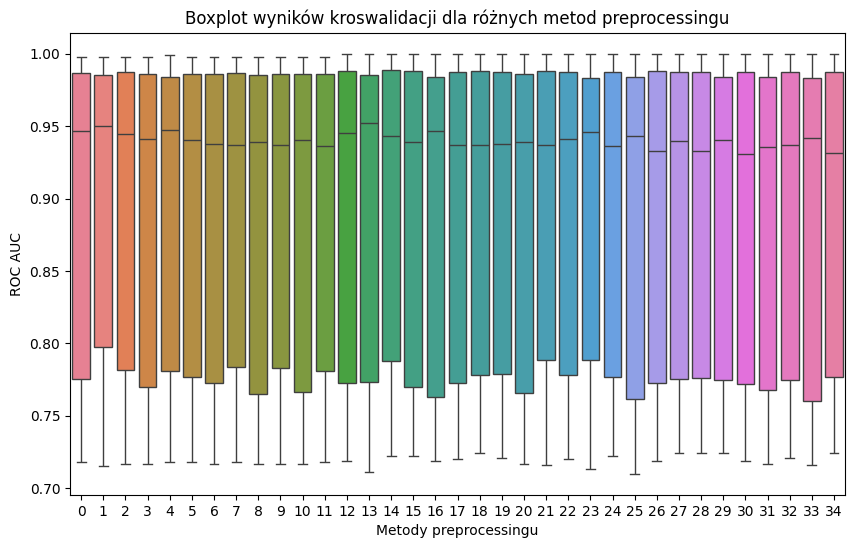 Boxplot wyników kroswalidacji dla różnych metod preprocessingu
1.00
0.95
0.90
0.85
0.80
0.75
0.70
ROC AUC
0 1 2 3 4 5 6 7 8 9 10 11 12 13 14 15 16 17 18 19 20 21 22 23 24 25 26 27 28 29 30 31 32 33 34
Metody preprocessingu